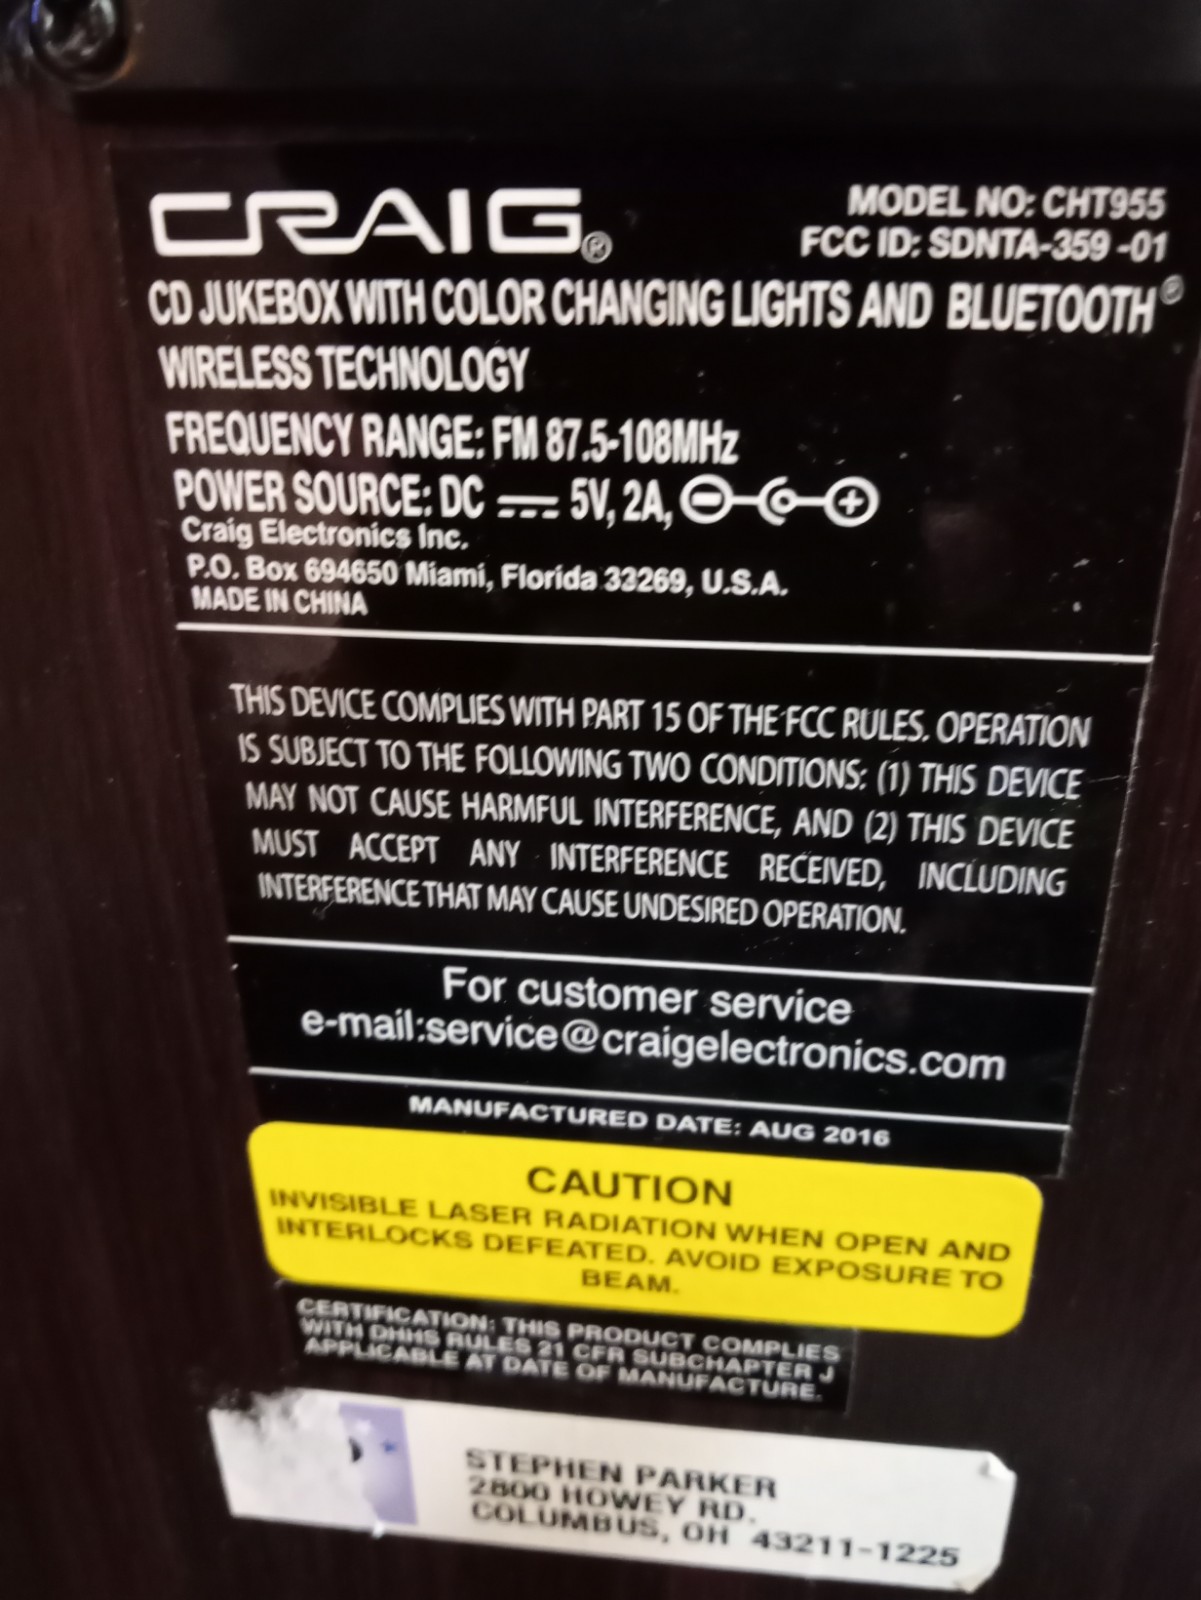 CRAIG®
MODEL NO: CHT955
FCC ID: SDNTA-359 -01
CD JUKEBOX WITH COLOR CHANGING LIGHTS AND BLUETOOTH®
WIRELESS TECHNOLOGY
FREQUENCY RANGE: FM 87.5-108MHz
POWER SOURCE: DC 5V, 2A,
Craig Electronics Inc.
P.O. Box 694650 Miami, Florida 33269, U.S.A.
MADE IN CHINA
THIS DEVICE COMPLIES WITH PART 15 OF THE FCC RULES. OPERATION
IS SUBJECT TO THE FOLLOWING TWO CONDITIONS: (1) THIS DEVICE
MAY NOT CAUSE HARMFUL INTERFERENCE, AND (2) THIS DEVICE
MUST ACCEPT ANY INTERFERENCE RECEIVED, INCLUDING
INTERFERENCE THAT MAY CAUSE UNDESIRED OPERATION.
For customer service
e-mail:service@craigelectronics.com
MANUFACTURED DATE: AUG 2016
CAUTION
INVISIBLE LASER RADIATION WHEN OPEN AND
INTERLOCKS DEFEATED. AVOID EXPOSURE TO
BEAM.
CERTIFICATION: THIS PRODUCT COMPLIES
WITH DHHS RULES 21 CFR SUBCHAPTER J
APPLICABLE AT DATE OF MANUFACTURE.
STEPHEN PARKER
2800 HOWEY RD.
COLUMBUS, OH 43211-1225